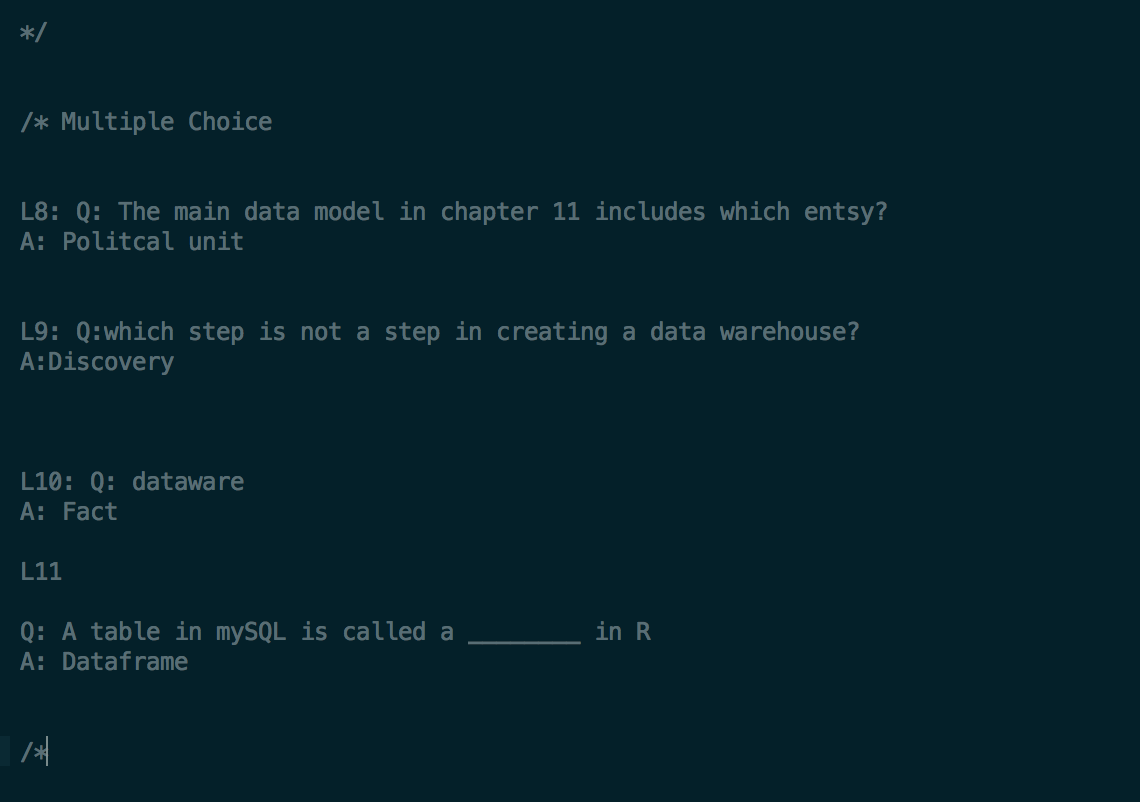 */
/* Multiple Choice
L8: Q: The main data model in chapter 11 includes which entsy?
A: Politcal unit
L9: Q:which step is not a step in creating a data warehouse?
A:Discovery
L10: Q: dataware
A: Fact
L11
Q: A table in mySQL is called a ________ in R
A: Dataframe
/*